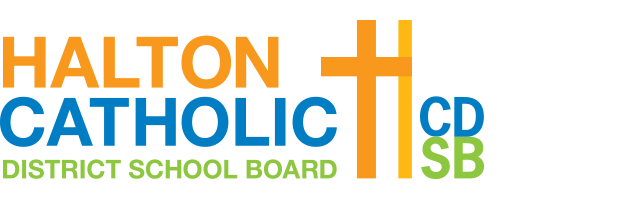 HALTON
CATHOLIC
DISTRICT SCHOOL BOARD
H
CD
SB